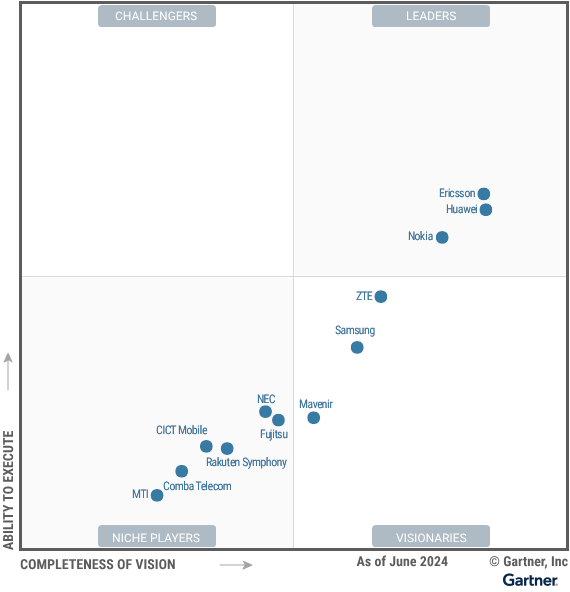 CHALLENGERS
LEADERS
Ericsson
Huawei
Nokia
ZTE
Samsung
NEC
Mavenir
Fujitsu
CICT Mobile
Rakuten Symphony
Comba Telecom
MTI
NICHE PLAYERS
VISIONARIES
ABILITY TO EXECUTE
COMPLETENESS OF VISION
As of June 2024
© Gartner, Inc
Gartner